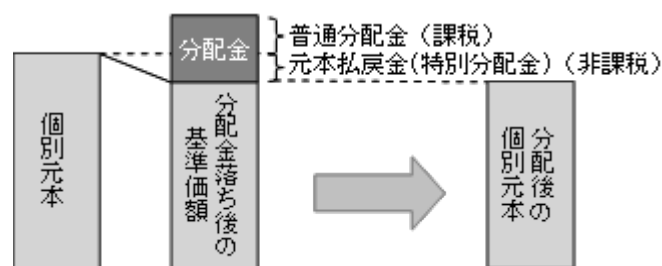 分配金
普通分配金（課税）
元本払戻金(特別分配金)（非課税）
個別元本
分配金落ち後の
基準価額
分配後の
個別元本